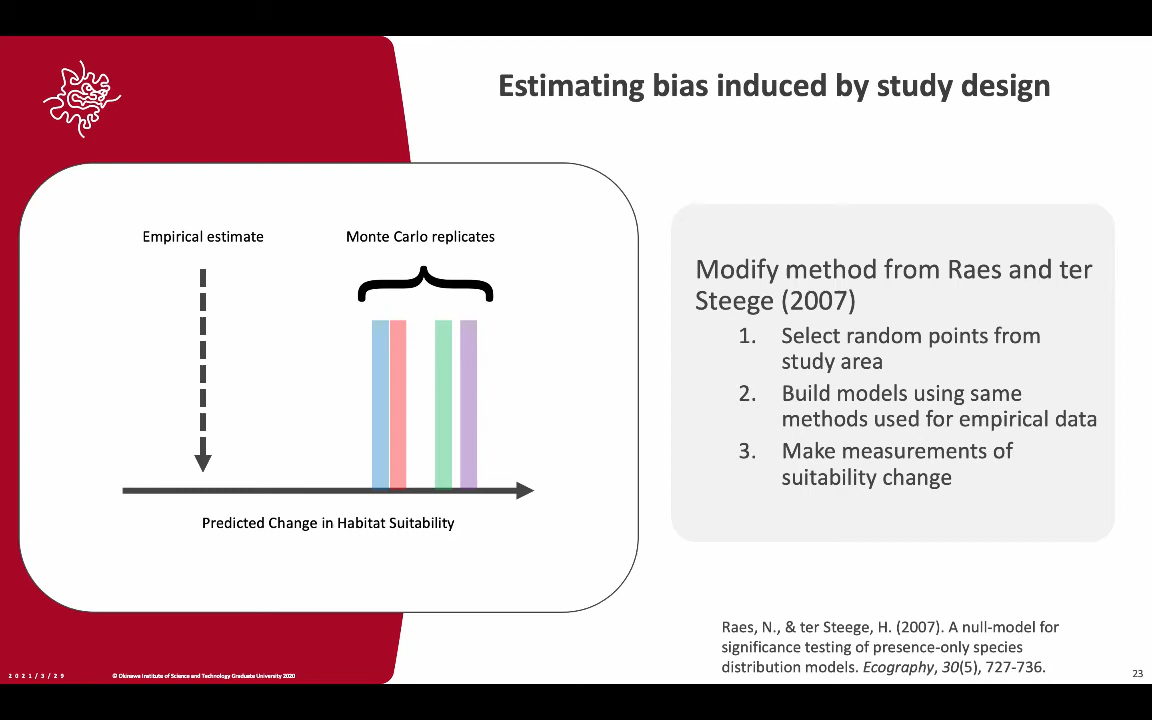 Estimating bias induced by study design
Empirical estimate
Monte Carlo replicates
Predicted Change in Habitat Suitability
Modify method from Raes and ter
Steege (2007)
1. Select random points from
study area
2. Build models using same
methods used for empirical data
3. Make measurements of
suitability change
Raes, N., & ter Steege, H. (2007). A null-model for
significance testing of presence-only species
distribution models. Ecography, 30(5), 727-736.
2021/3/29
© Okinawa Institute of Science and Technology Graduate University 2020
23